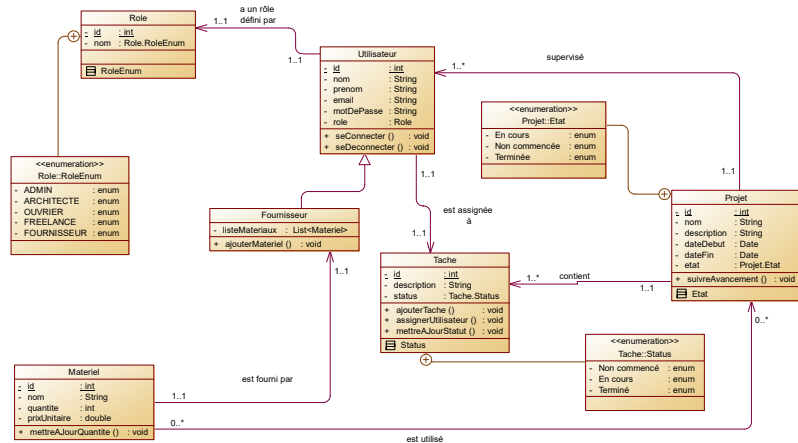 Role
- id : int
- nom : Role.RoleEnum
RoleEnum
a un rôle
défini par
1..1
1..1
Utilisateur
- id : int
- nom : String
- prenom : String
- email : String
- motDePasse : String
- role : Role
+ seConnecter () : void
+ seDeconnecter () : void
supervisé
1..*
1..1
<<enumeration>>
Projet::Etat
- En cours : enum
- Non commencée : enum
- Terminée : enum
<<enumeration>>
Role::RoleEnum
- ADMIN : enum
- ARCHITECTE : enum
- OUVRIER : enum
- FREELANCE : enum
- FOURNISSEUR : enum
1..1
est assignée
à
1..1
Projet
- id : int
- nom : String
- description : String
- dateDebut : Date
- dateFin : Date
- etat : Projet.Etat
+ suivreAvancement () : void
Etat
Fournisseur
- listeMateriaux : List<Materiel>
+ ajouterMateriel () : void
1..1
Tache
- id : int
- description : String
- status : Tache.Status
+ ajouterTache () : void
+ assignerUtilisateur () : void
+ mettreAJourStatut () : void
Status
1..*
contient
1..1
0..*
<<enumeration>>
Tache::Status
- Non commencé : enum
- En cours : enum
- Terminé : enum
Materiel
- id : int
- nom : String
- quantite : int
- prixUnitaire : double
+ mettreAJourQuantite () : void
est fourni par
1..1
0..*
est utilisé